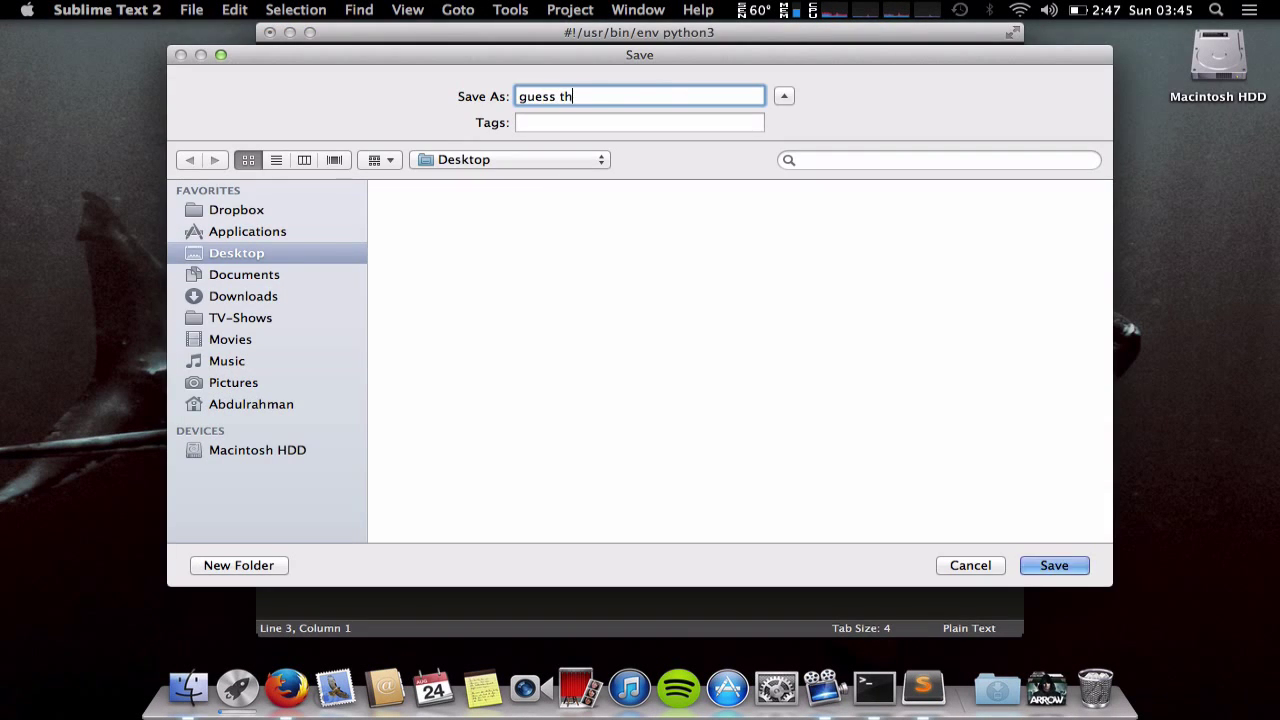 Sublime Text 2 File Edit Selection Find View Goto Tools Project Window Help 60° 2:47 Sun 03:45
#!/usr/bin/env python3
Save
Save As: guess th
Tags:
Desktop
FAVORITES
Dropbox
Applications
Desktop
Documents
Downloads
TV-Shows
Movies
Music
Pictures
Abdulrahman
DEVICES
Macintosh HDD
New Folder Cancel Save
Line 3, Column 1 Tab Size: 4 Plain Text
Macintosh HDD
AUG
24
ARROW